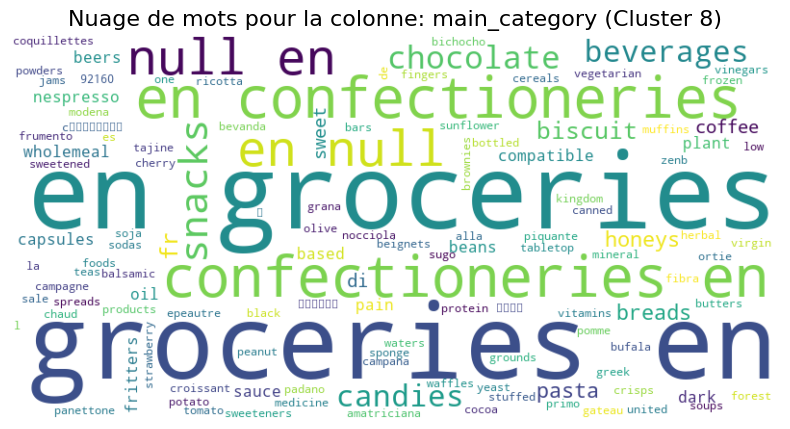 Nuage de mots pour la colonne: main_category (Cluster 8)
coquillettes
bichocho
beers
null en
chocolate
beverages
powders
92160
one
ricotta
de
fingers
cereals
vegetarian
vinegars
jams
frozen
nespresso
en confectioneries
modena
bevanda
bars
sunflower
biscuit
muffins
coffee
es
sweet
en null
bottled
plant
low
frumento
tajine
wholemeal
snacks
compatible
zenb
sweetened
cherry
brownies
en groceries
kingdom
canned
grana
olive
nocciola
alla
piquante
herbal
capsules
soja
fr
beignets
beans
tabletop
honeys
virgin
sodas
based
sugo
mineral
ortie
la
foods
confectioneries en
teas
balsamic
di
fibra
campagne
oil
sale
spreads
products
epeautre
black
pain
protein
vitamins
breads
butters
chaud
1
groceries en
strawberry
peanut
waters
sponge
grounds
pomme
bufala
campana
greek
fritters
croissant
padano
waffles
yeast
crisps
potato
sauce
candies
stuffed
pasta
dark
forest
panettone
tomato
sweeteners
medicine
amatriciana
cocoa
primo
gateau
united
soups